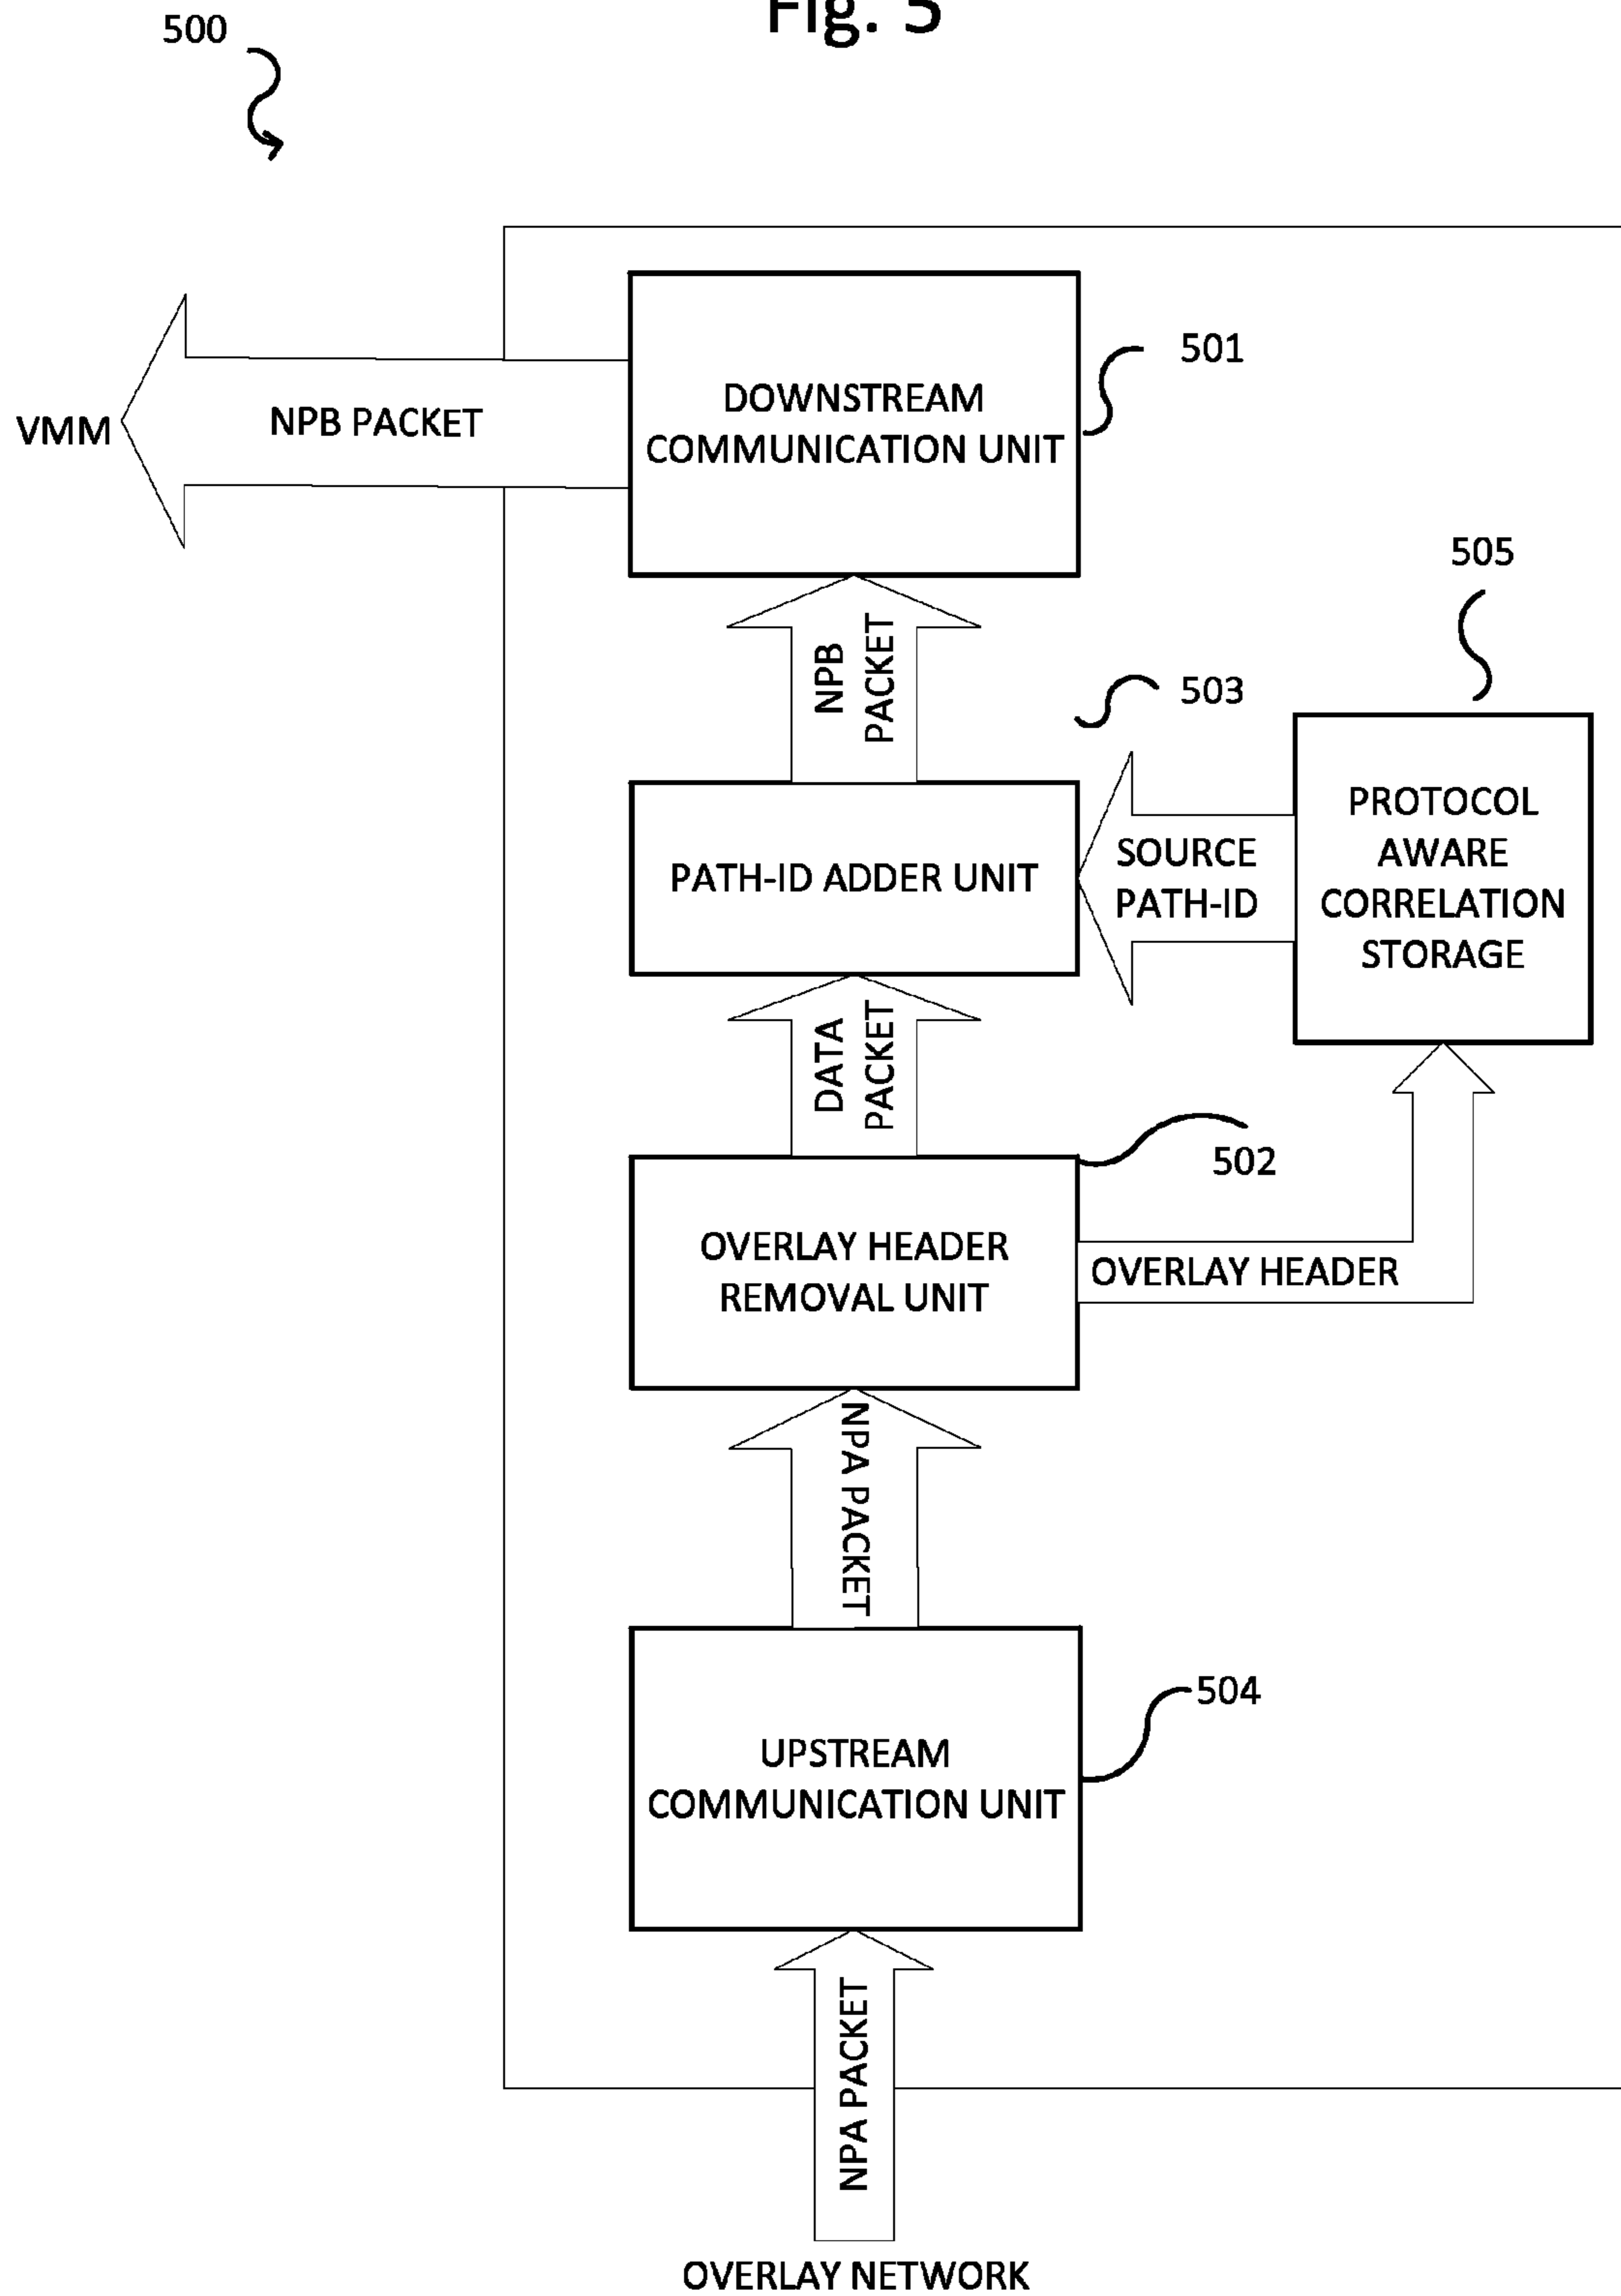 Fig. 5
500
501
DOWNSTREAM
COMMUNICATION UNIT
VMM
NPB PACKET
505
NPB
PACKET
503
PROTOCOL
AWARE
CORRELATION
STORAGE
SOURCE
PATH-ID
PATH-ID ADDER UNIT
DATA
PACKET
502
OVERLAY HEADER
REMOVAL UNIT
OVERLAY HEADER
NPA PACKET
504
UPSTREAM
COMMUNICATION UNIT
NPA PACKET
OVERLAY NETWORK